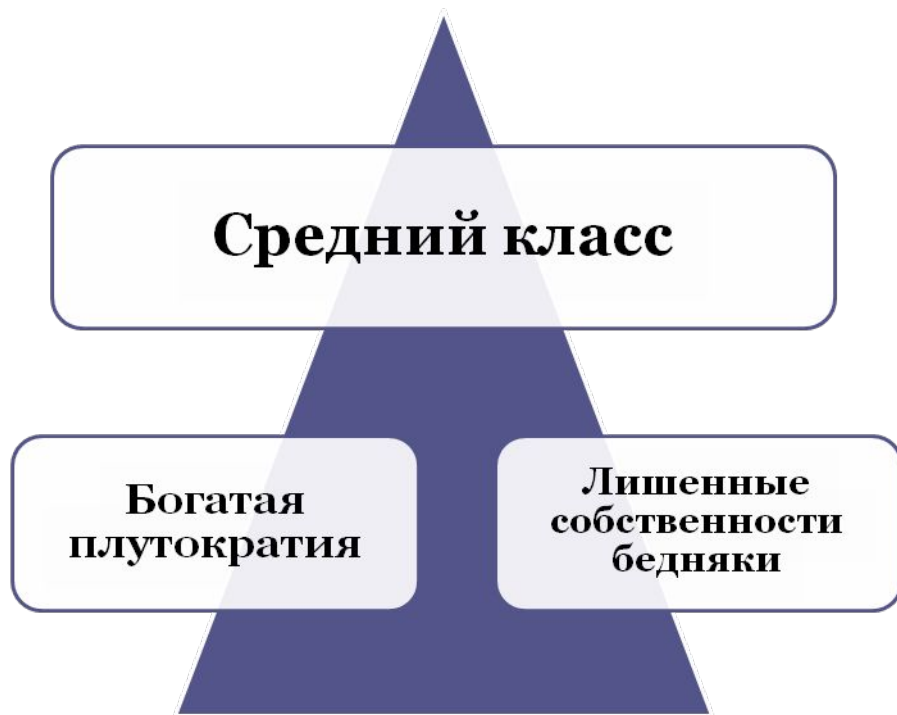 Средний класс
Богатая
плутократия
Лишенные
собственности
бедняки